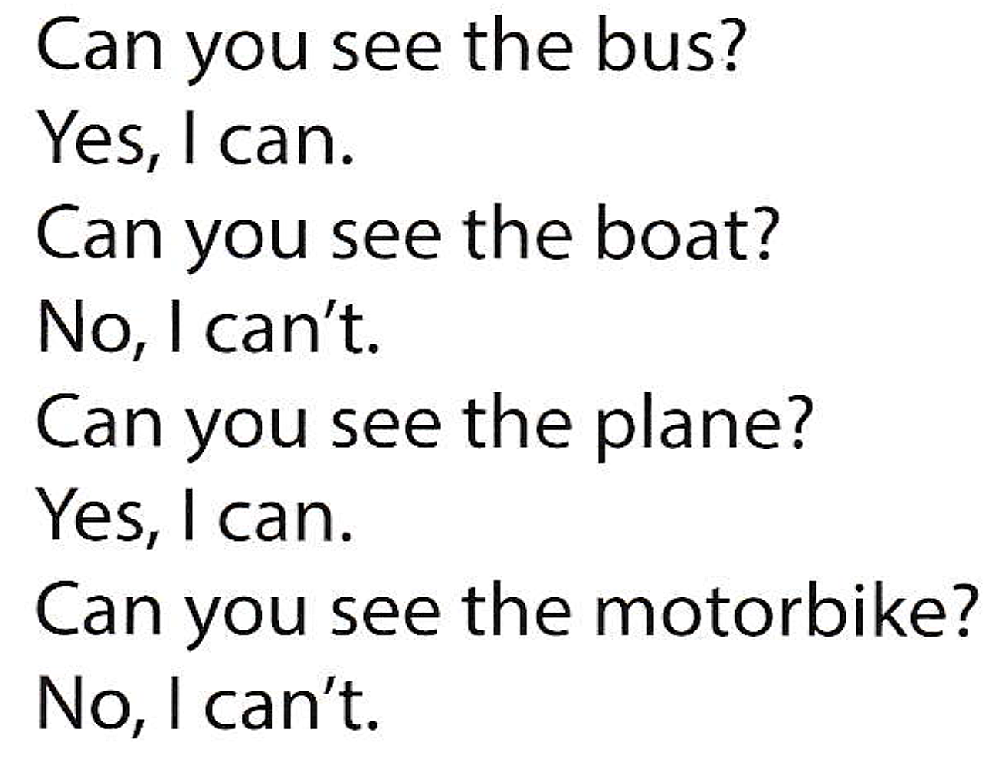 Can you see the bus?
Yes, I can.
Can you see the boat?
No, I can’t.
Can you see the plane?
Yes, I can.
Can you see the motorbike?
No, I can’t.